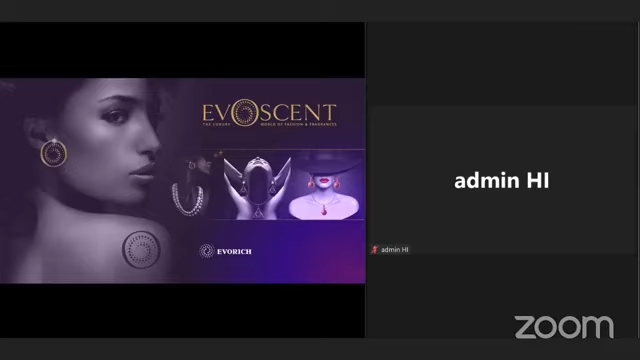 EVOSCENT
THE LUXURY WORLD OF FASHION & FRAGRANCES
EVORICH
admin HI
admin HI
zoom